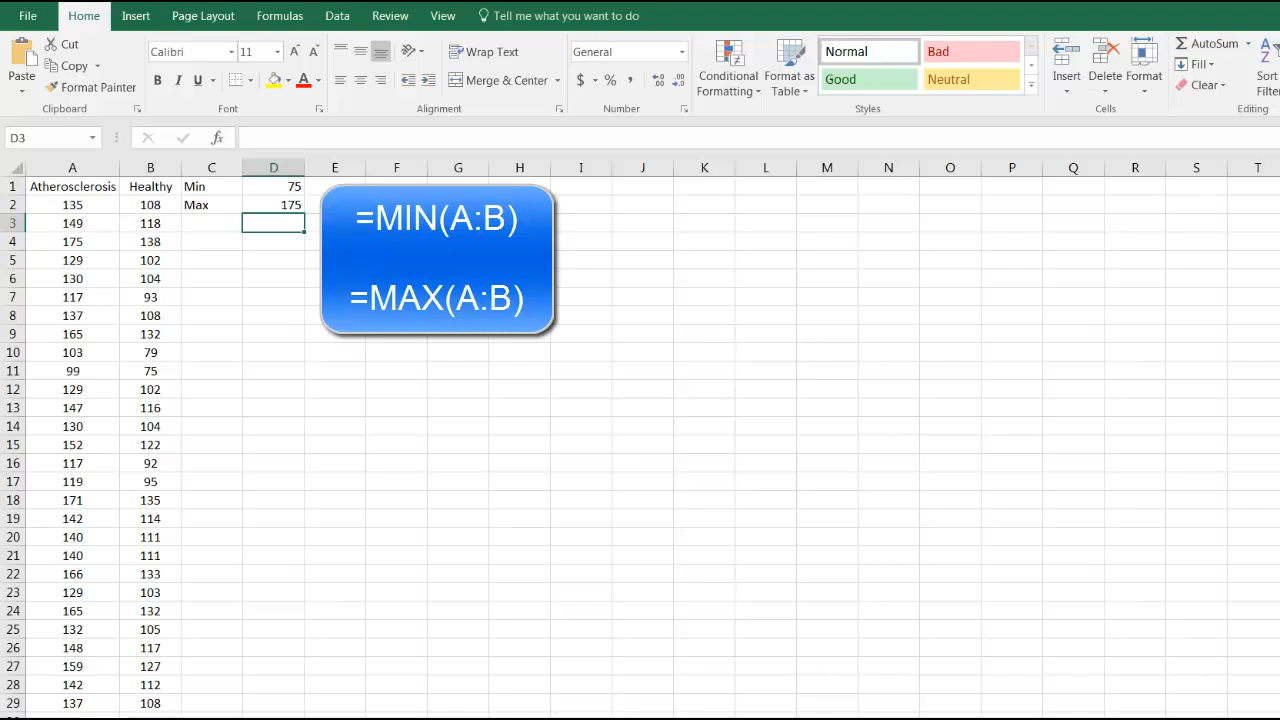 File Home Insert Page Layout Formulas Data Review View Tell me what you want to do
Paste
Cut
Copy
Format Painter
Clipboard
Calibri 11 A A
B I U A
Font
Wrap Text
Merge & Center
Alignment
General
$ % ,
Number
Conditional Formatting
Format as Table
Normal Bad
Good Neutral
Styles
Insert Delete Format
Cells
AutoSum
Fill
Clear
Editing
D3 fx
A B C D E F G H I J K L M N O P Q R S T
1 Atherosclerosis Healthy Min 75
2 135 108 Max 175
3 149 118
4 175 138
5 129 102
6 130 104
7 117 93
8 137 108
9 165 132
10 103 79
11 99 75
12 129 102
13 147 116
14 130 104
15 152 122
16 117 92
17 119 95
18 171 135
19 142 114
20 140 111
21 140 111
22 166 133
23 129 103
24 165 132
25 132 105
26 148 117
27 159 127
28 142 112
29 137 108
=MIN(A:B)
=MAX(A:B)